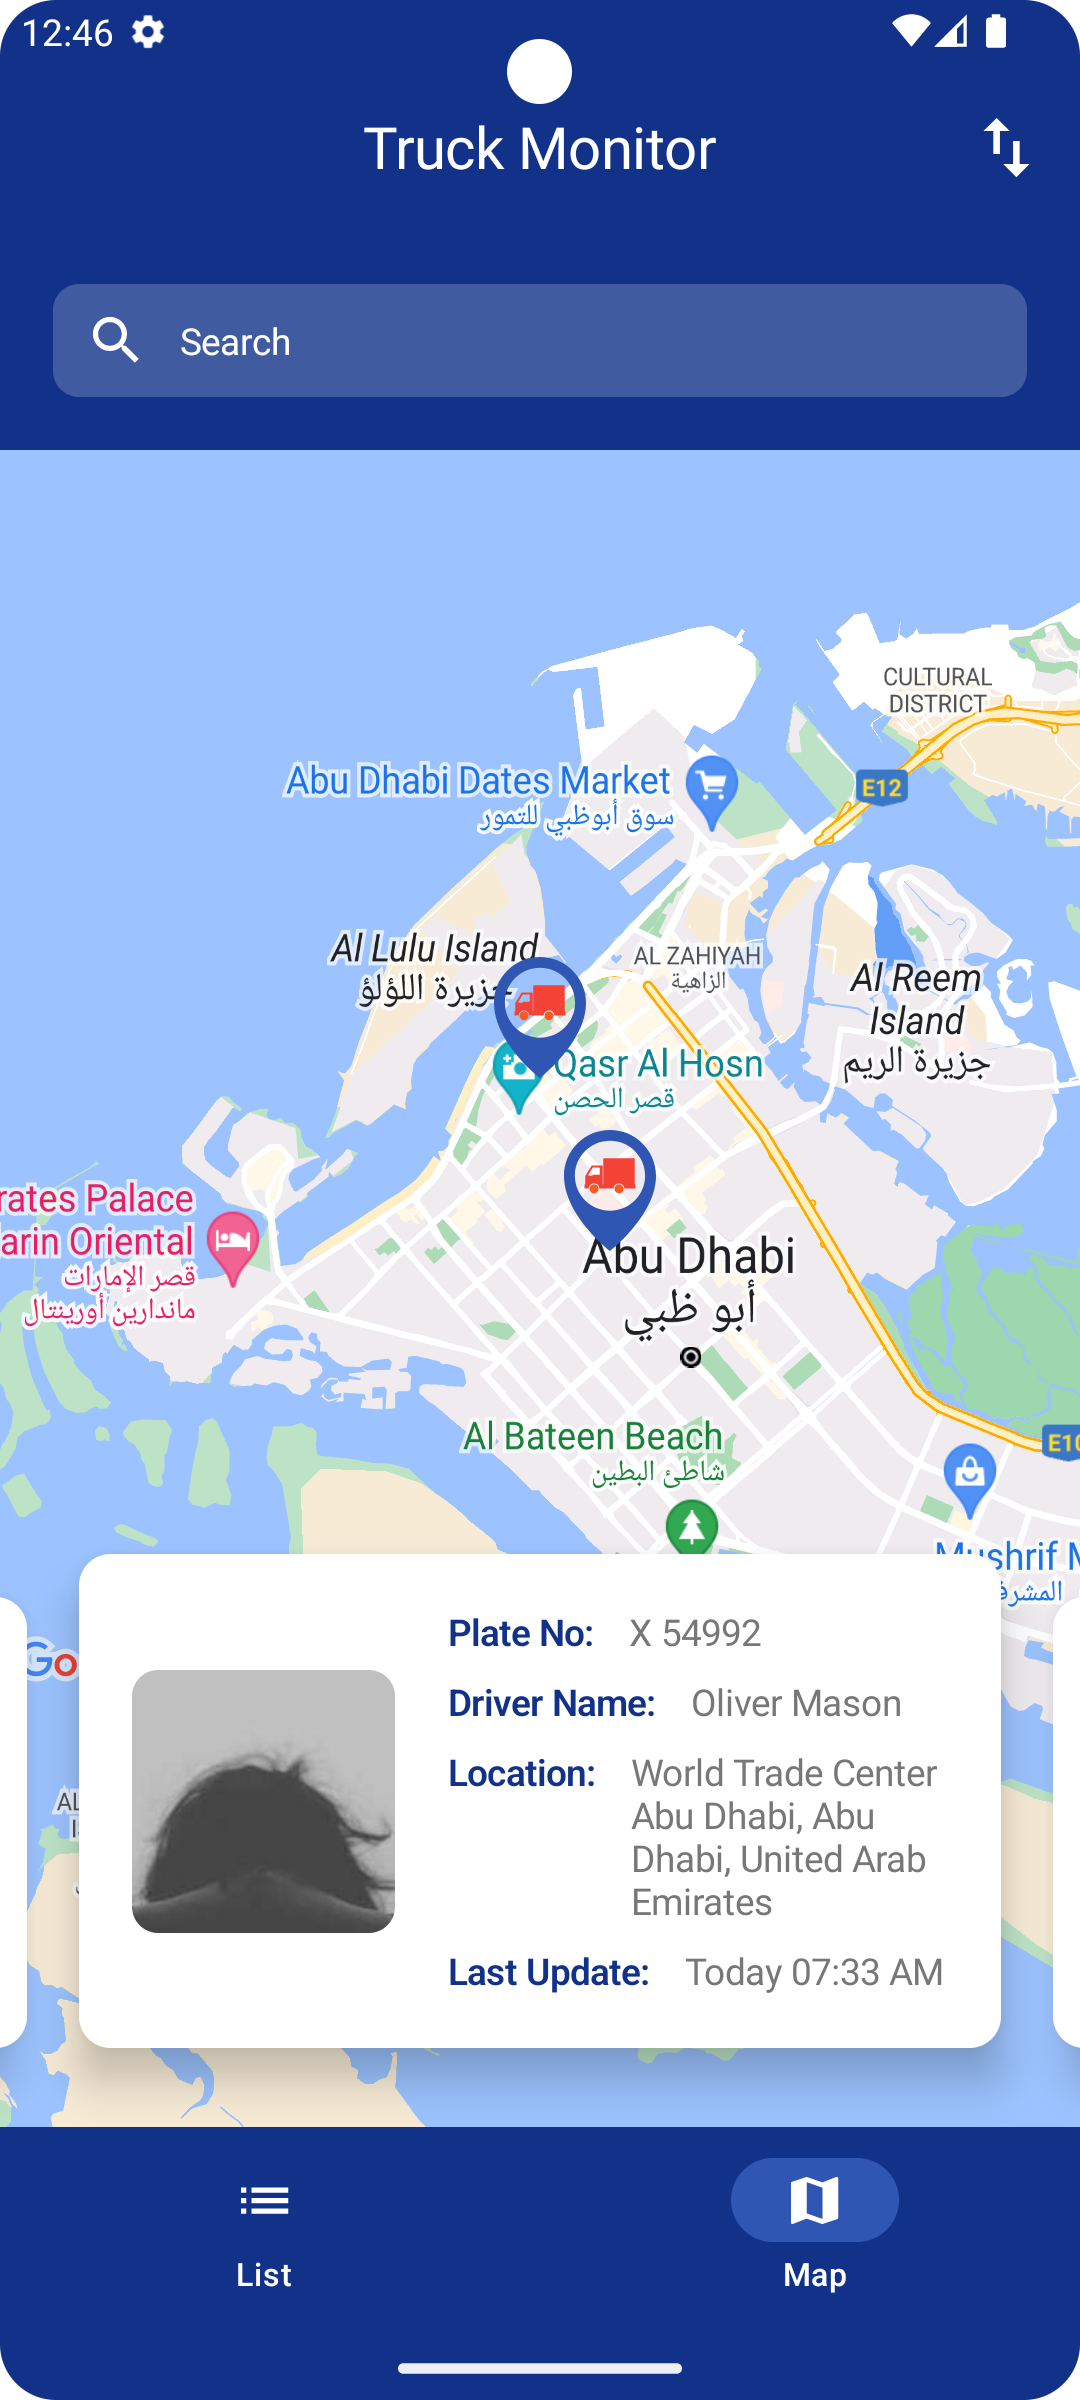 12:46
Truck Monitor
Search
CULTURAL
DISTRICT
Abu Dhabi Dates Market
سوق أبوظبي للتمور
E12
Al Lulu Island
جزيرة اللؤلؤ
AL ZAHIYAH
الزاهية
Al Reem
Island
جزيرة الريم
Qasr Al Hosn
قصر الحصن
rates Palace
arin Oriental
قصر الإمارات
ماندارين أورينتال
Abu Dhabi
أبو ظبي
Al Bateen Beach
شاطئ البطين
E10
Mushrif M
المشرف
Go
AL
Plate No: X 54992
Driver Name: Oliver Mason
Location: World Trade Center
Abu Dhabi, Abu
Dhabi, United Arab
Emirates
Last Update: Today 07:33 AM
List
Map